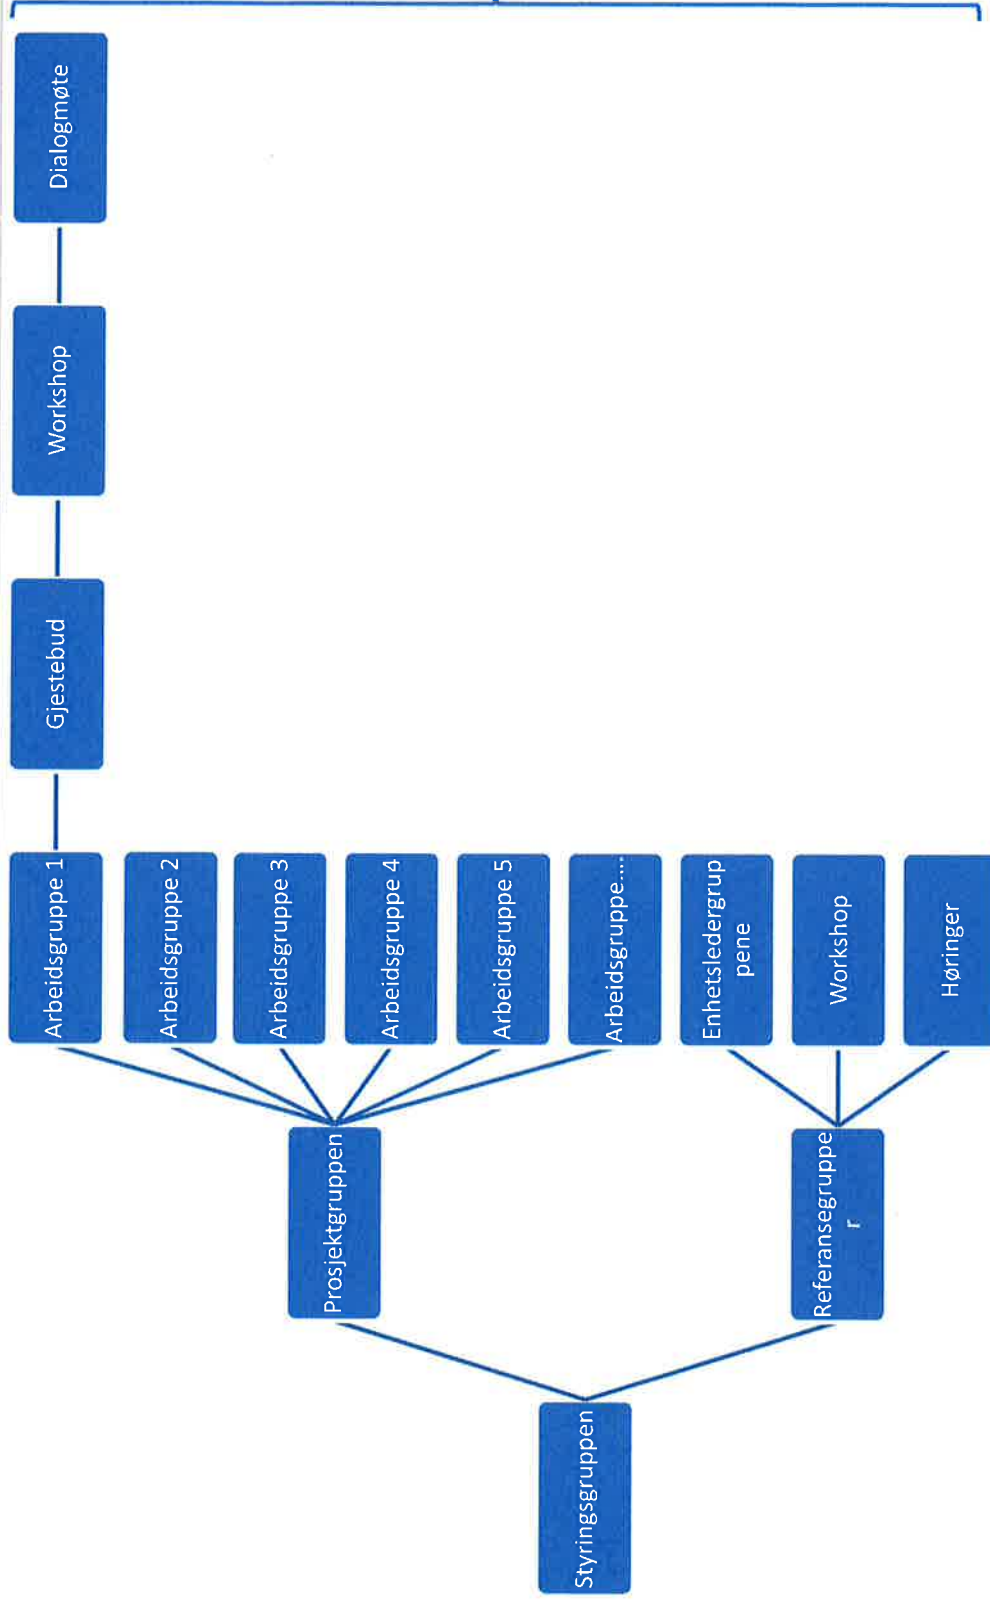 Styringsgruppen
Prosjektgruppen
Arbeidsgruppe 1
Gjestebud
Workshop
Dialogmøte
Arbeidsgruppe 2
Arbeidsgruppe 3
Arbeidsgruppe 4
Arbeidsgruppe 5
Arbeidsgruppe....
Referansegruppe
r
Enhetsledergrup
pene
Workshop
Høringer